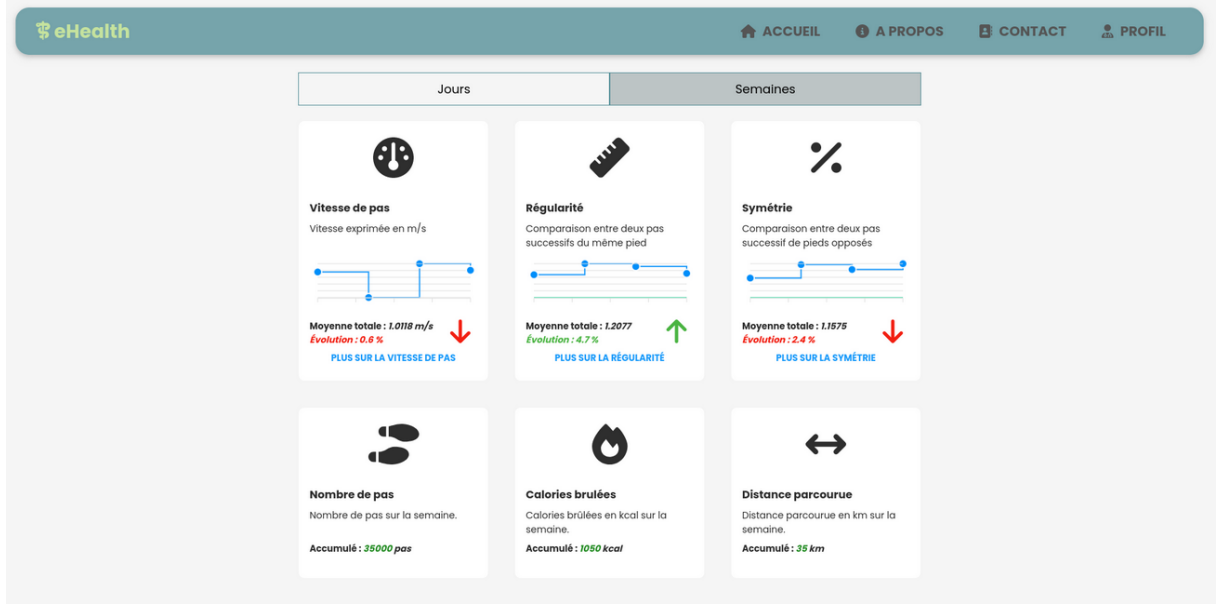 eHealth
ACCUEIL
A PROPOS
CONTACT
PROFIL
Jours
Semaines
Vitesse de pas
Vitesse exprimée en m/s
Moyenne totale : 1.0118 m/s
Évolution : 0.6 %
PLUS SUR LA VITESSE DE PAS
Régularité
Comparaison entre deux pas
successifs du même pied
Moyenne totale : 1.2077
Évolution : 4.7 %
PLUS SUR LA RÉGULARITÉ
Symétrie
Comparaison entre deux pas
successif de pieds opposés
Moyenne totale : 1.1575
Évolution : 2.4 %
PLUS SUR LA SYMÉTRIE
Nombre de pas
Nombre de pas sur la semaine.
Accumulé : 35000 pas
Calories brulées
Calories brûlées en kcal sur la
semaine.
Accumulé : 1050 kcal
Distance parcourue
Distance parcourue en km sur la
semaine.
Accumulé : 35 km